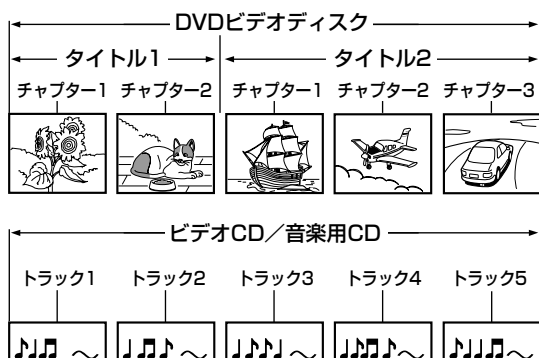 DVDビデオディスク
タイトル1 タイトル2
チャプター1 チャプター2 チャプター1 チャプター2 チャプター3
ビデオCD／音楽用CD
トラック1 トラック2 トラック3 トラック4 トラック5